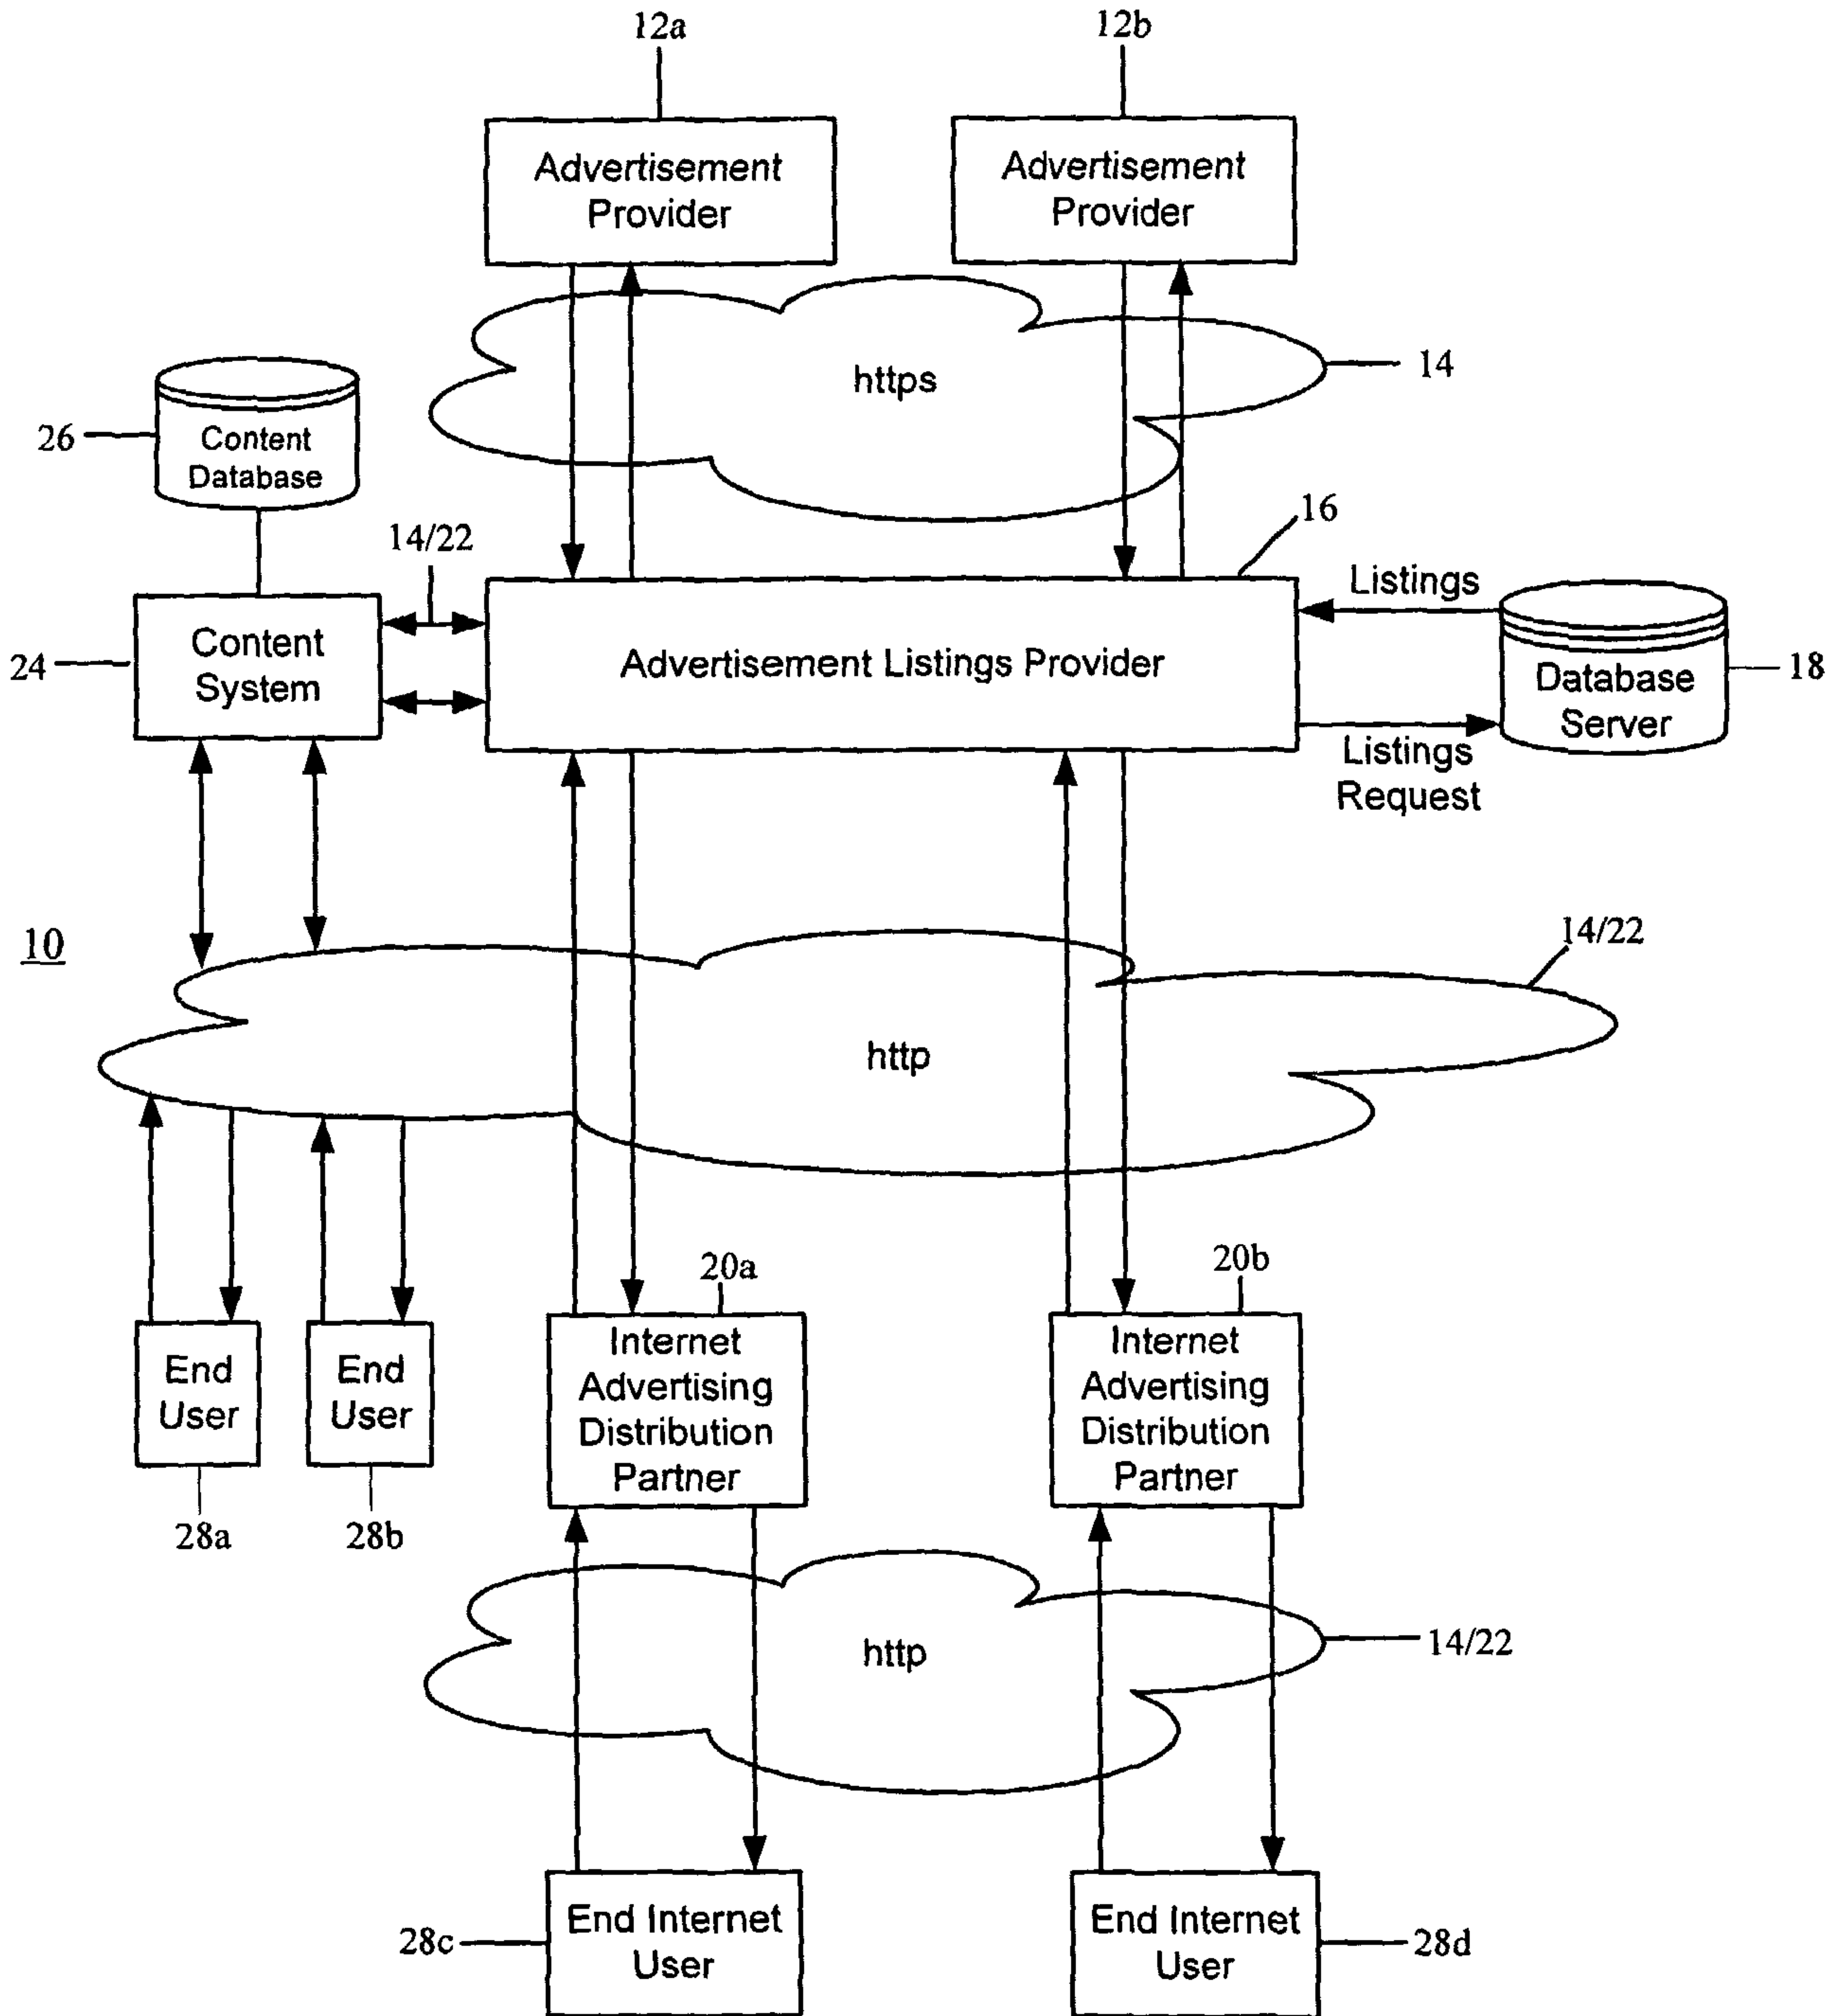 12a
12b
Advertisement
Provider
Advertisement
Provider
https
14
26
Content
Database
14/22
16
Listings
24
Content
System
Advertisement Listings Provider
Database
Server
18
Listings
Request
10
14/22
http
20a
20b
End
User
End
User
Internet
Advertising
Distribution
Partner
Internet
Advertising
Distribution
Partner
28a
28b
http
14/22
28c
End Internet
User
End Internet
User
28d